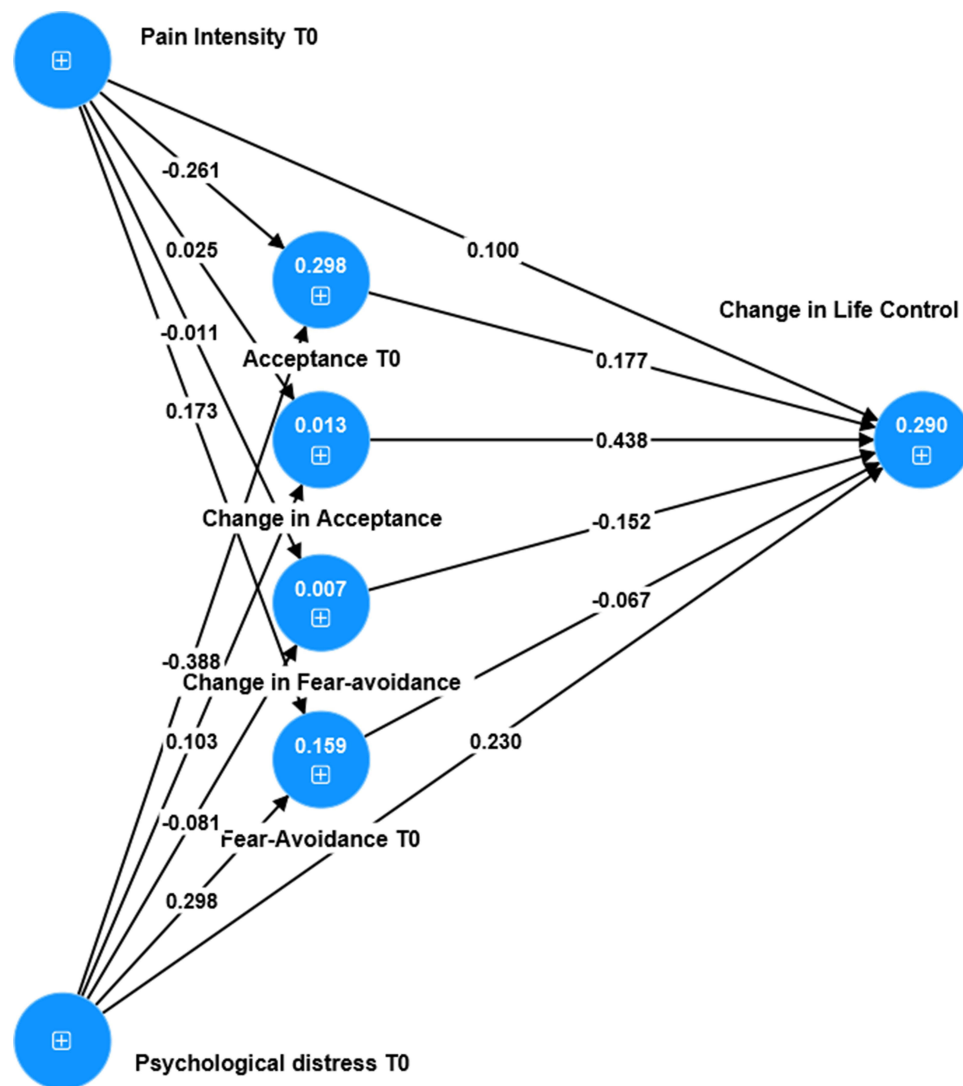 Pain Intensity T0
-0.261
0.025
0.100
0.298
Change in Life Control
-0.011
Acceptance T0
0.177
0.173
0.013
0.290
0.438
Change in Acceptance
-0.152
0.007
-0.067
-0.388
Change in Fear-avoidance
0.103
0.159
0.230
-0.081
Fear-Avoidance T0
0.298
Psychological distress T0